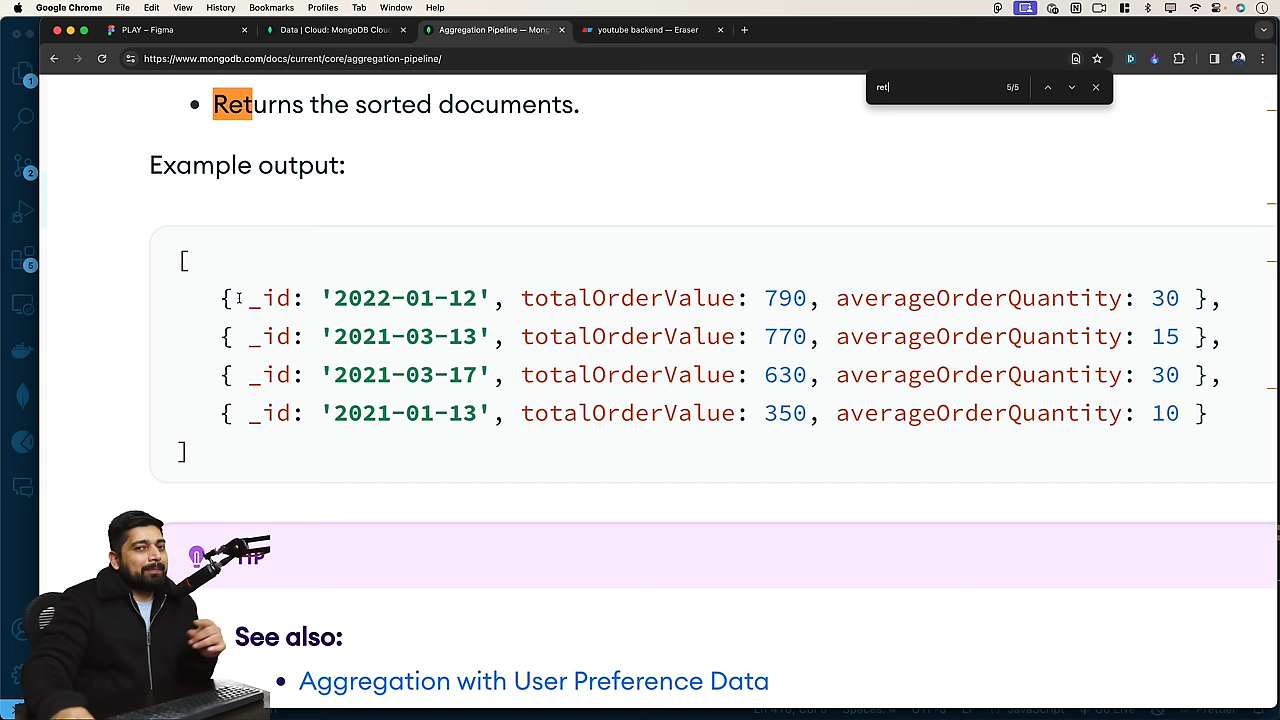 Google Chrome File Edit View History Bookmarks Profiles Tab Window Help
PLAY – Figma
Data | Cloud: MongoDB Clou
Aggregation Pipeline — Mong
youtube backend — Eraser
https://www.mongodb.com/docs/current/core/aggregation-pipeline/
ret 5/5
• Returns the sorted documents.
Example output:
[
{ _id: '2022-01-12', totalOrderValue: 790, averageOrderQuantity: 30 },
{ _id: '2021-03-13', totalOrderValue: 770, averageOrderQuantity: 15 },
{ _id: '2021-03-17', totalOrderValue: 630, averageOrderQuantity: 30 },
{ _id: '2021-01-13', totalOrderValue: 350, averageOrderQuantity: 10 }
]
TIP
See also:
• Aggregation with User Preference Data
1
2
5